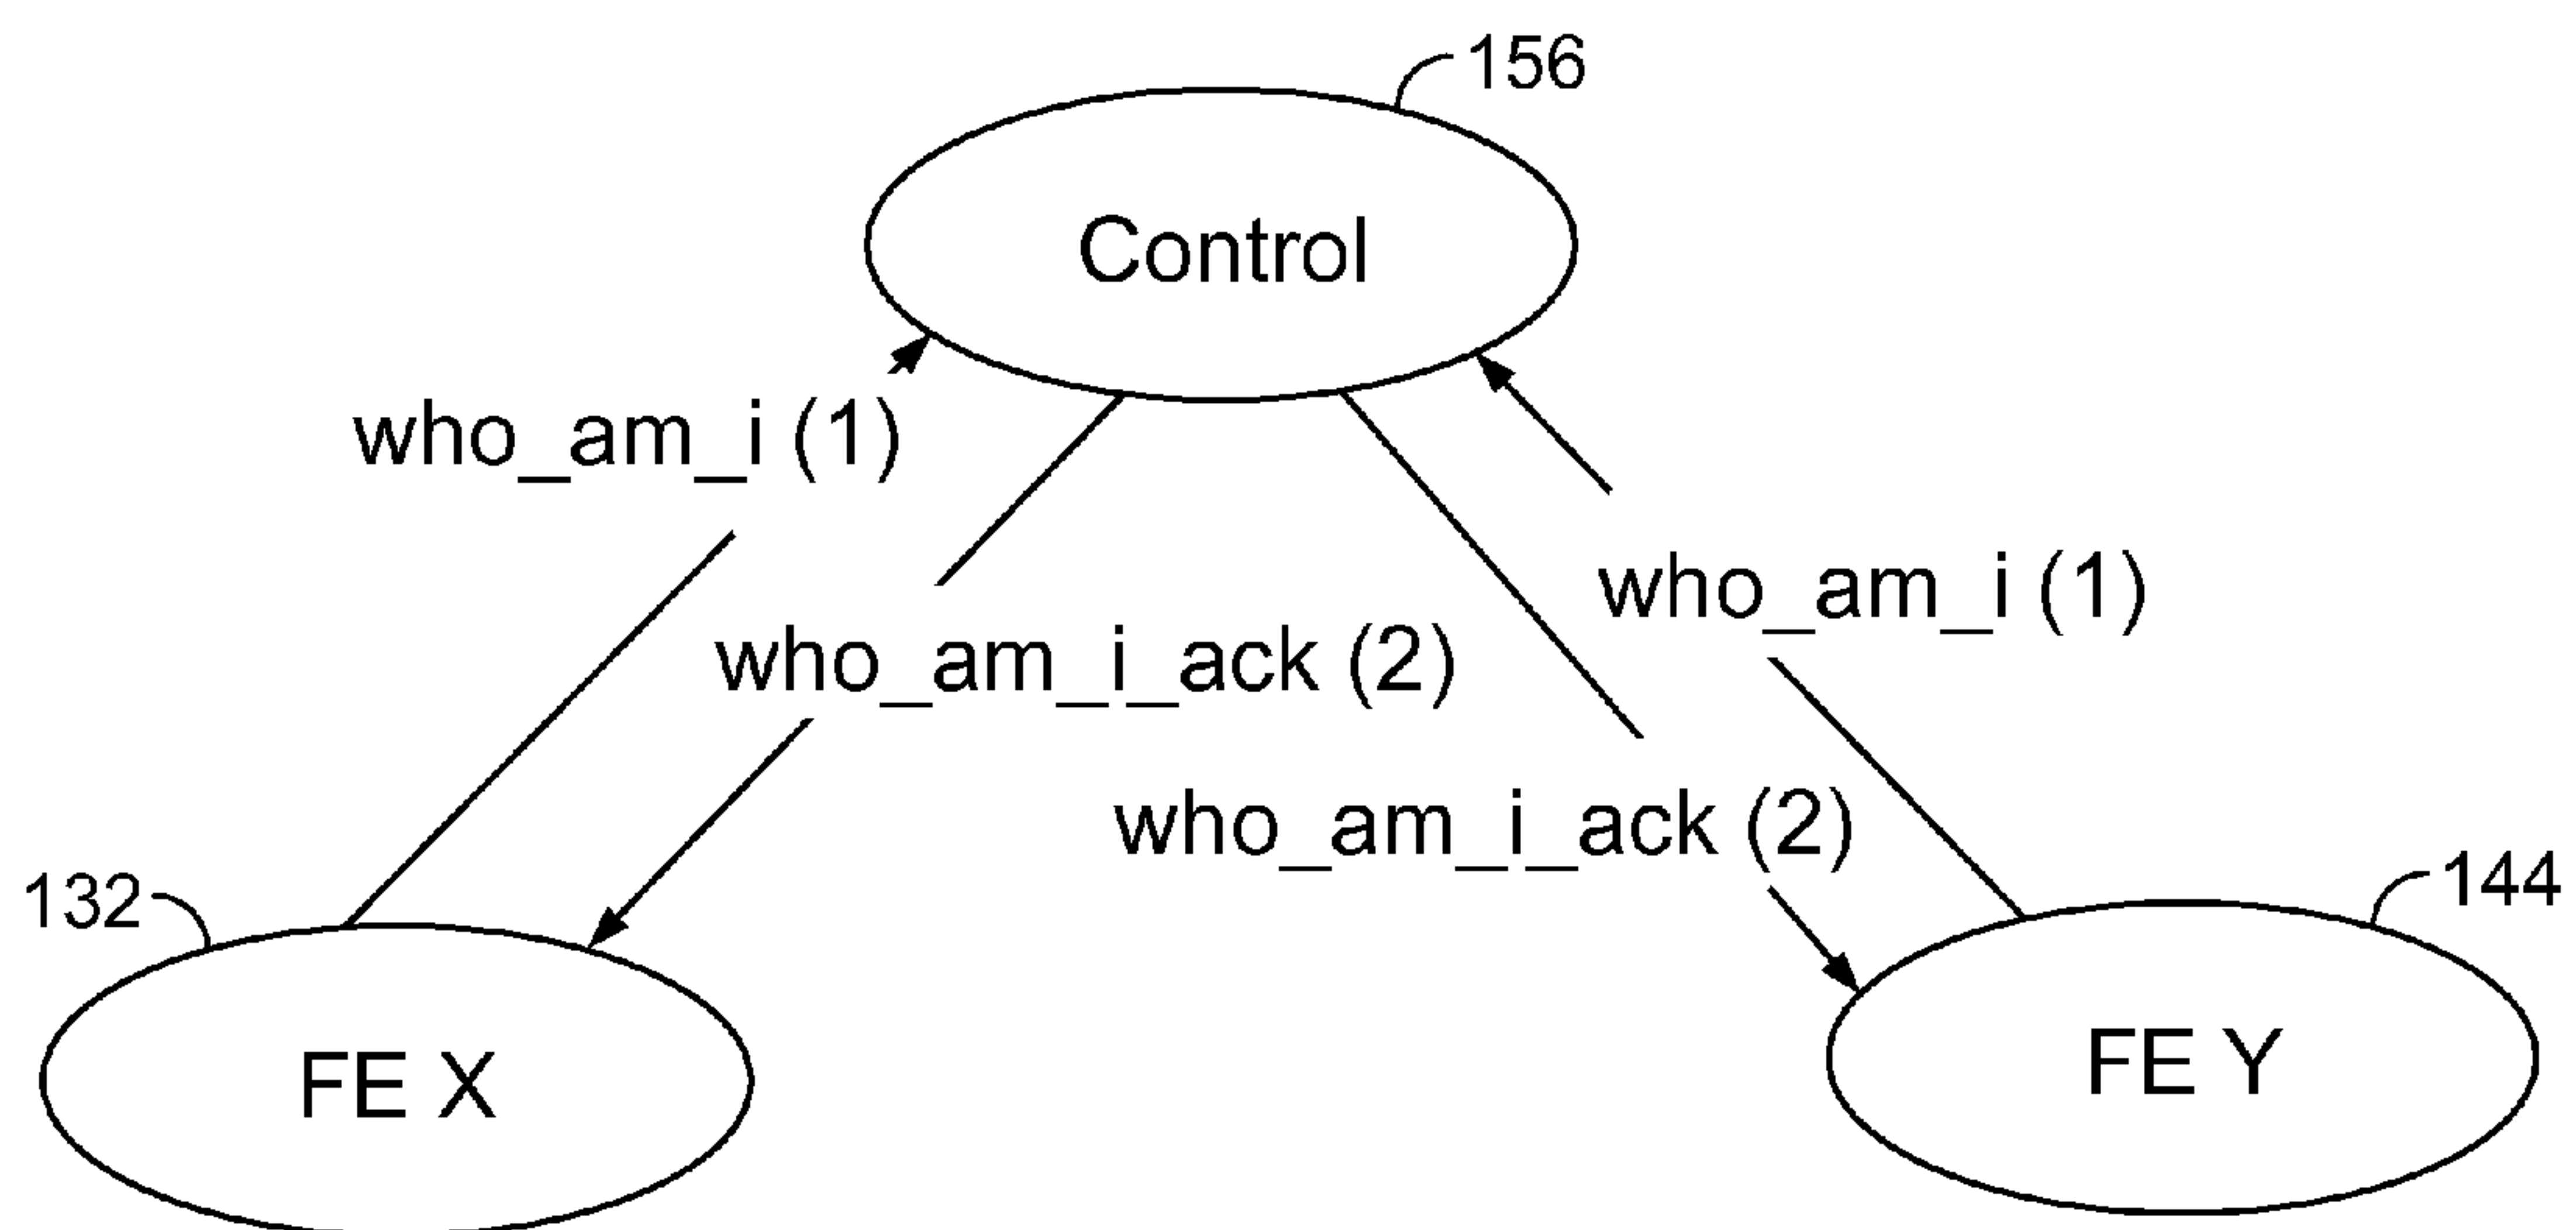 156
Control
who_am_i (1)
who_am_i (1)
who_am_i_ack (2)
who_am_i_ack (2)
132
144
FE X
FE Y